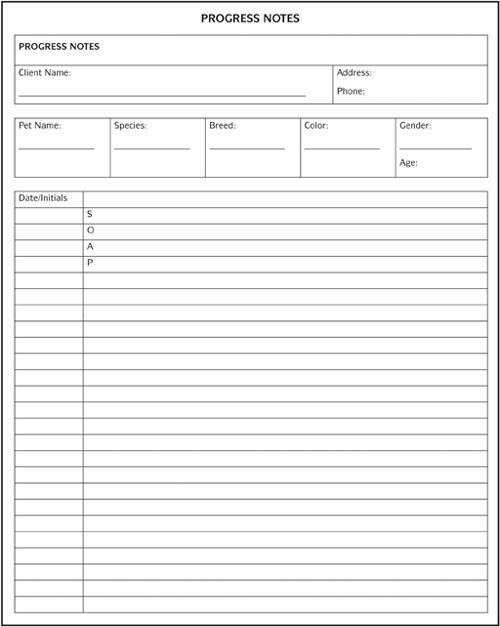 PROGRESS NOTES
PROGRESS NOTES
Client Name:
Address:
Phone:
Pet Name:
Species:
Breed:
Color:
Gender:
Age:
Date/Initials
S
O
A
P